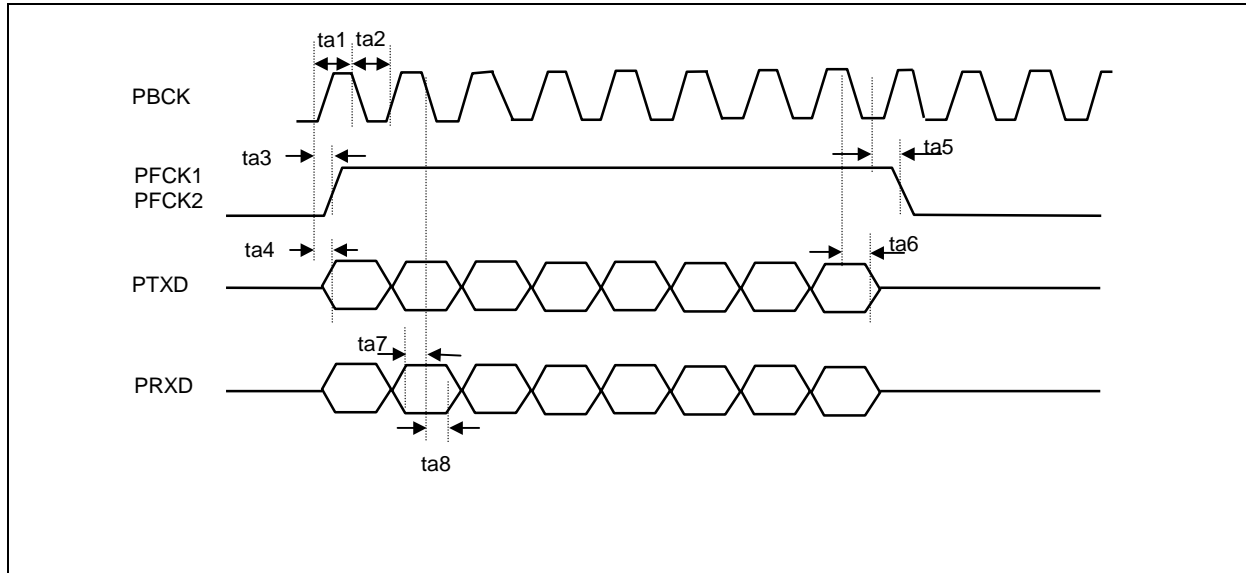 ta1 ta2
PBCK
ta3
ta5
PFCK1
PFCK2
ta4
ta6
PTXD
ta7
PRXD
ta8